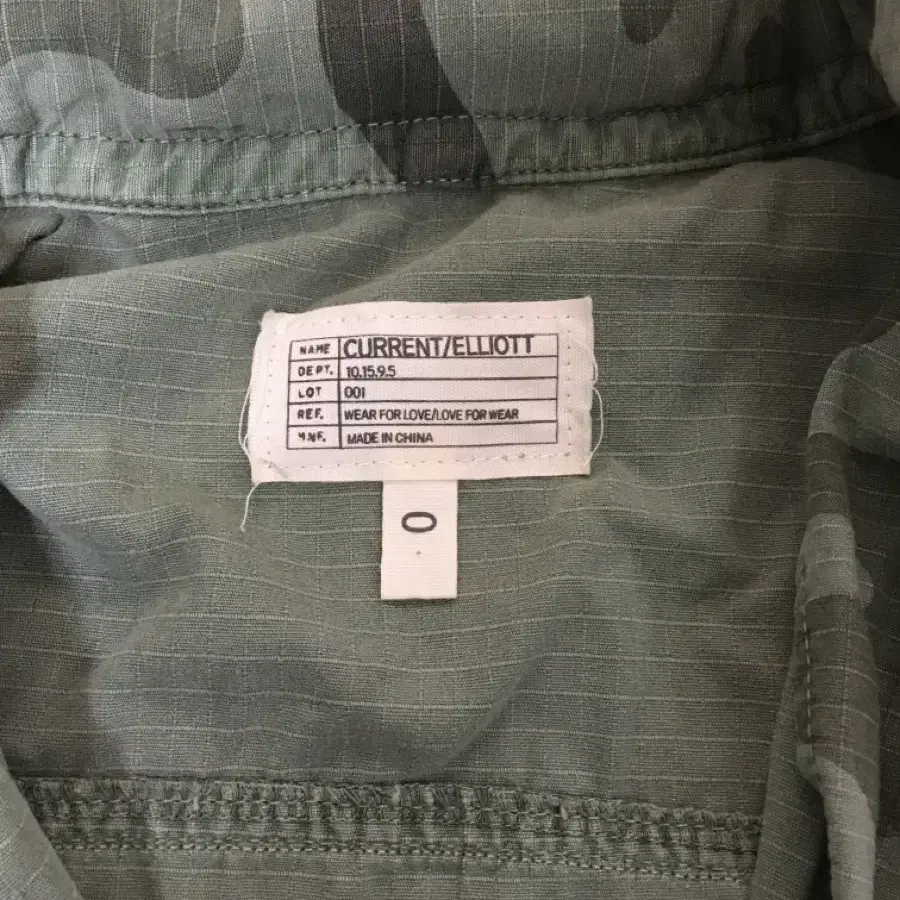 NAME CURRENT/ELLIOTT
DEPT. 10.15.9.5
LOT 001
REF. WEAR FOR LOVE/LOVE FOR WEAR
MNF. MADE IN CHINA
0